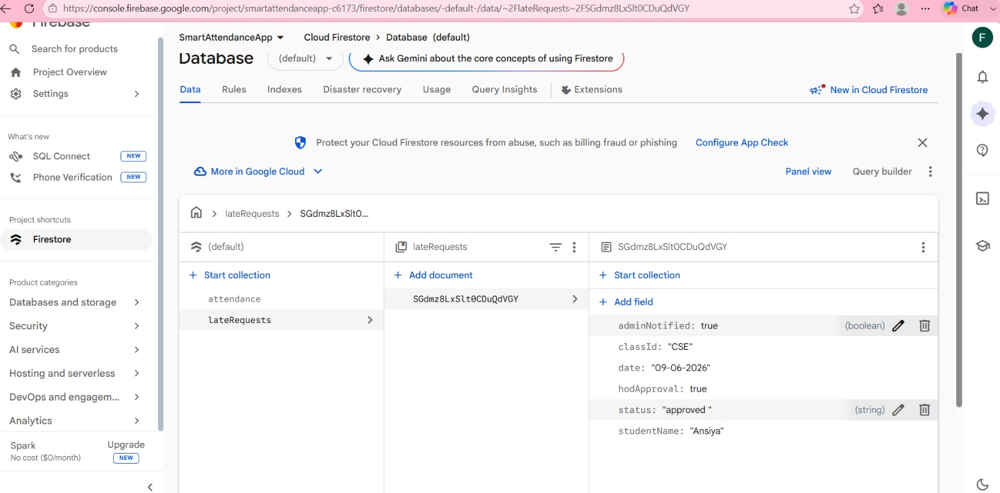 https://console.firebase.google.com/project/smartattendanceapp-c6173/firestore/databases/-default-/data/~2FlateRequests~2FSGdmz8LxSlt0CDuQdVGY
Chat
Firebase
Search for products
Project Overview
Settings
What's new
SQL Connect NEW
Phone Verification NEW
Project shortcuts
Firestore
Product categories
Databases and storage
Security
AI services
Hosting and serverless
DevOps and engagem...
Analytics
Spark
No cost ($0/month)
Upgrade
NEW
SmartAttendanceApp
Cloud Firestore > Database (default)
F
Database
(default)
Ask Gemini about the core concepts of using Firestore
Data Rules Indexes Disaster recovery Usage Query Insights Extensions
New in Cloud Firestore
Protect your Cloud Firestore resources from abuse, such as billing fraud or phishing Configure App Check
More in Google Cloud
Panel view Query builder
lateRequests > SGdmz8LxSlt0...
(default)
+ Start collection
attendance
lateRequests
lateRequests
+ Add document
SGdmz8LxSlt0CDuQdVGY
SGdmz8LxSlt0CDuQdVGY
+ Start collection
+ Add field
adminNotified: true (boolean)
classId: "CSE"
date: "09-06-2026"
hodApproval: true
status: "approved " (string)
studentName: "Ansiya"